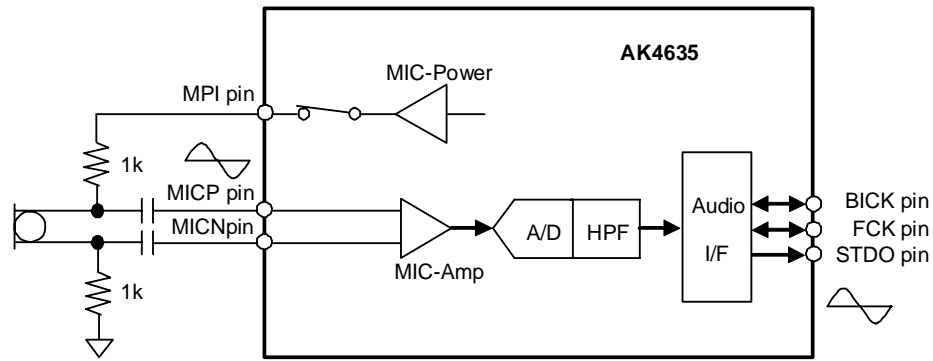 AK4635
MIC-Power
MPI pin
1k
MICP pin
MICNpin
MIC-Amp
A/D
HPF
Audio
I/F
BICK pin
FCK pin
STDO pin
1k